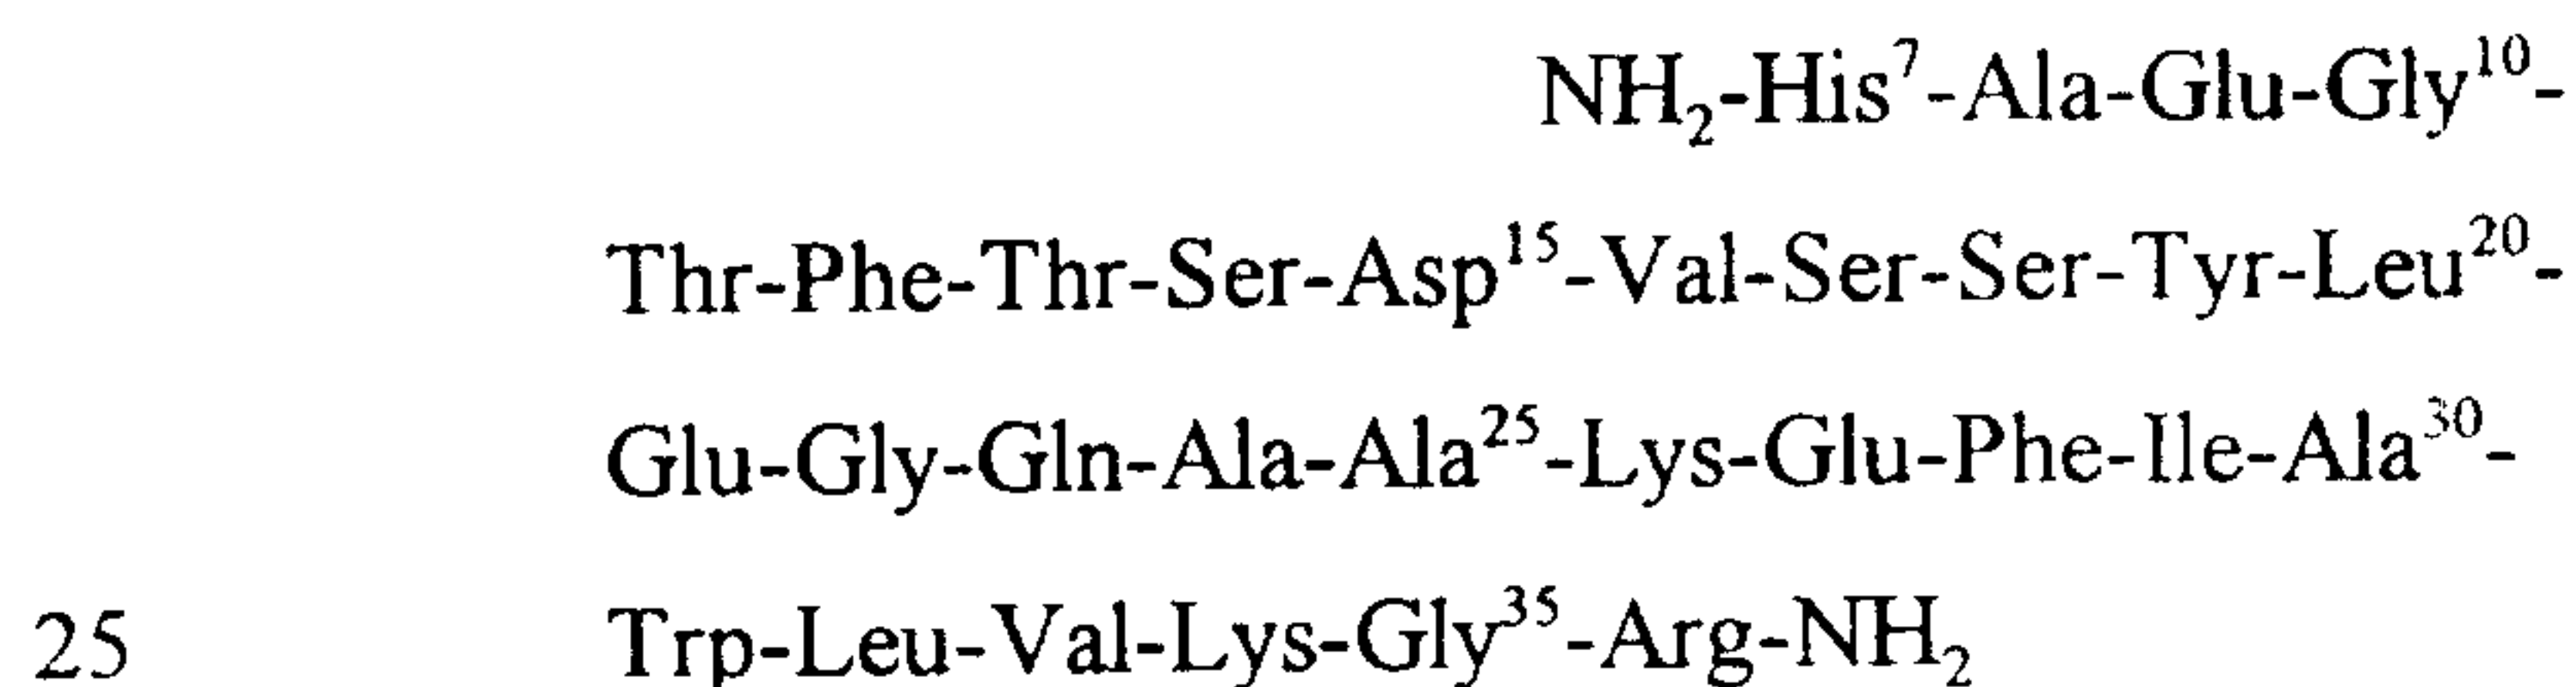 NH₂-His⁷-Ala-Glu-Gly¹⁰-
Thr-Phe-Thr-Ser-Asp¹⁵-Val-Ser-Ser-Tyr-Leu²⁰-
Glu-Gly-Gln-Ala-Ala²⁵-Lys-Glu-Phe-Ile-Ala³⁰-
25 Trp-Leu-Val-Lys-Gly³⁵-Arg-NH₂